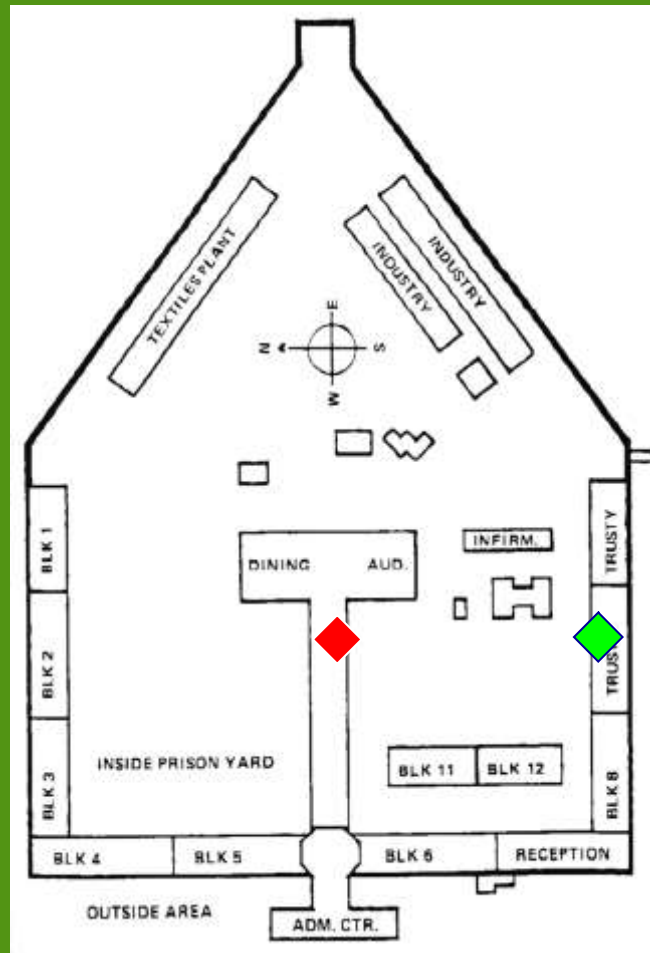 TEXTILES PLANT
INDUSTRY
INDUSTRY
E
N
S
W
BLK 1
TRUSTY
INFIRM.
DINING
AUD.
BLK 2
TRUST
INSIDE PRISON YARD
BLK 11
BLK 12
BLK 3
BLK 8
BLK 4
BLK 5
BLK 6
RECEPTION
OUTSIDE AREA
ADM. CTR.